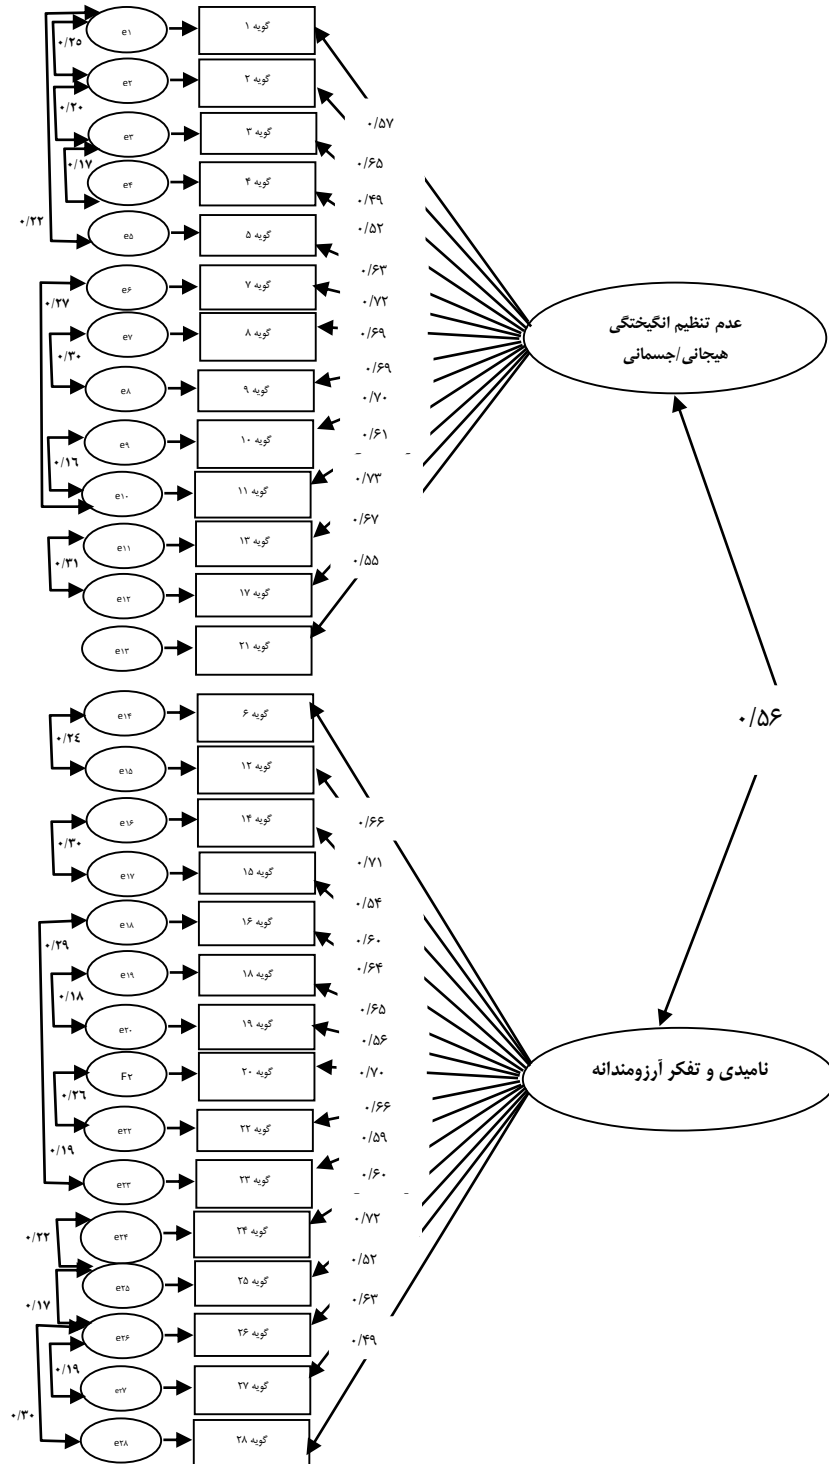 e۱
گویه ۱
۰/۲۵
e۲
گویه ۲
۰/۲۰
e۳
گویه ۳
۰/۱۷
e۴
گویه ۴
۰/۲۲
e۵
گویه ۵
e۶
گویه ۷
۰/۲۷
e۷
گویه ۸
۰/۳۰
e۸
گویه ۹
e۹
گویه ۱۰
۰/۱٦
e۱۰
گویه ۱۱
e۱۱
گویه ۱۳
۰/۳۱
e۱۲
گویه ۱۷
e۱۳
گویه ۲۱
۰/۵۷
۰/۶۵
۰/۴۹
۰/۵۲
۰/۶۳
۰/۷۲
۰/۶۹
۰/۶۹
۰/۷۰
۰/۶۱
۰/۷۳
۰/۶۷
۰/۵۵
عدم تنظیم انگیختگی
هیجانی/جسمانی
۰/۵۶
e۱۴
گویه ۶
۰/۲٤
e۱۵
گویه ۱۲
e۱۶
گویه ۱۴
۰/۳۰
e۱۷
گویه ۱۵
e۱۸
گویه ۱۶
۰/۲۹
e۱۹
گویه ۱۸
۰/۱۸
e۲۰
گویه ۱۹
F۲
گویه ۲۰
۰/۲٦
e۲۲
گویه ۲۲
۰/۱۹
e۲۳
گویه ۲۳
e۲۴
گویه ۲۴
۰/۲۲
e۲۵
گویه ۲۵
۰/۱۷
e۲۶
گویه ۲۶
۰/۱۹
e۲۷
گویه ۲۷
۰/۳۰
e۲۸
گویه ۲۸
۰/۶۶
۰/۷۱
۰/۵۴
۰/۶۰
۰/۶۴
۰/۶۵
۰/۵۶
۰/۷۰
۰/۶۶
۰/۵۹
۰/۶۰
۰/۷۲
۰/۵۲
۰/۶۳
۰/۴۹
نامیدی و تفکر آرزومندانه